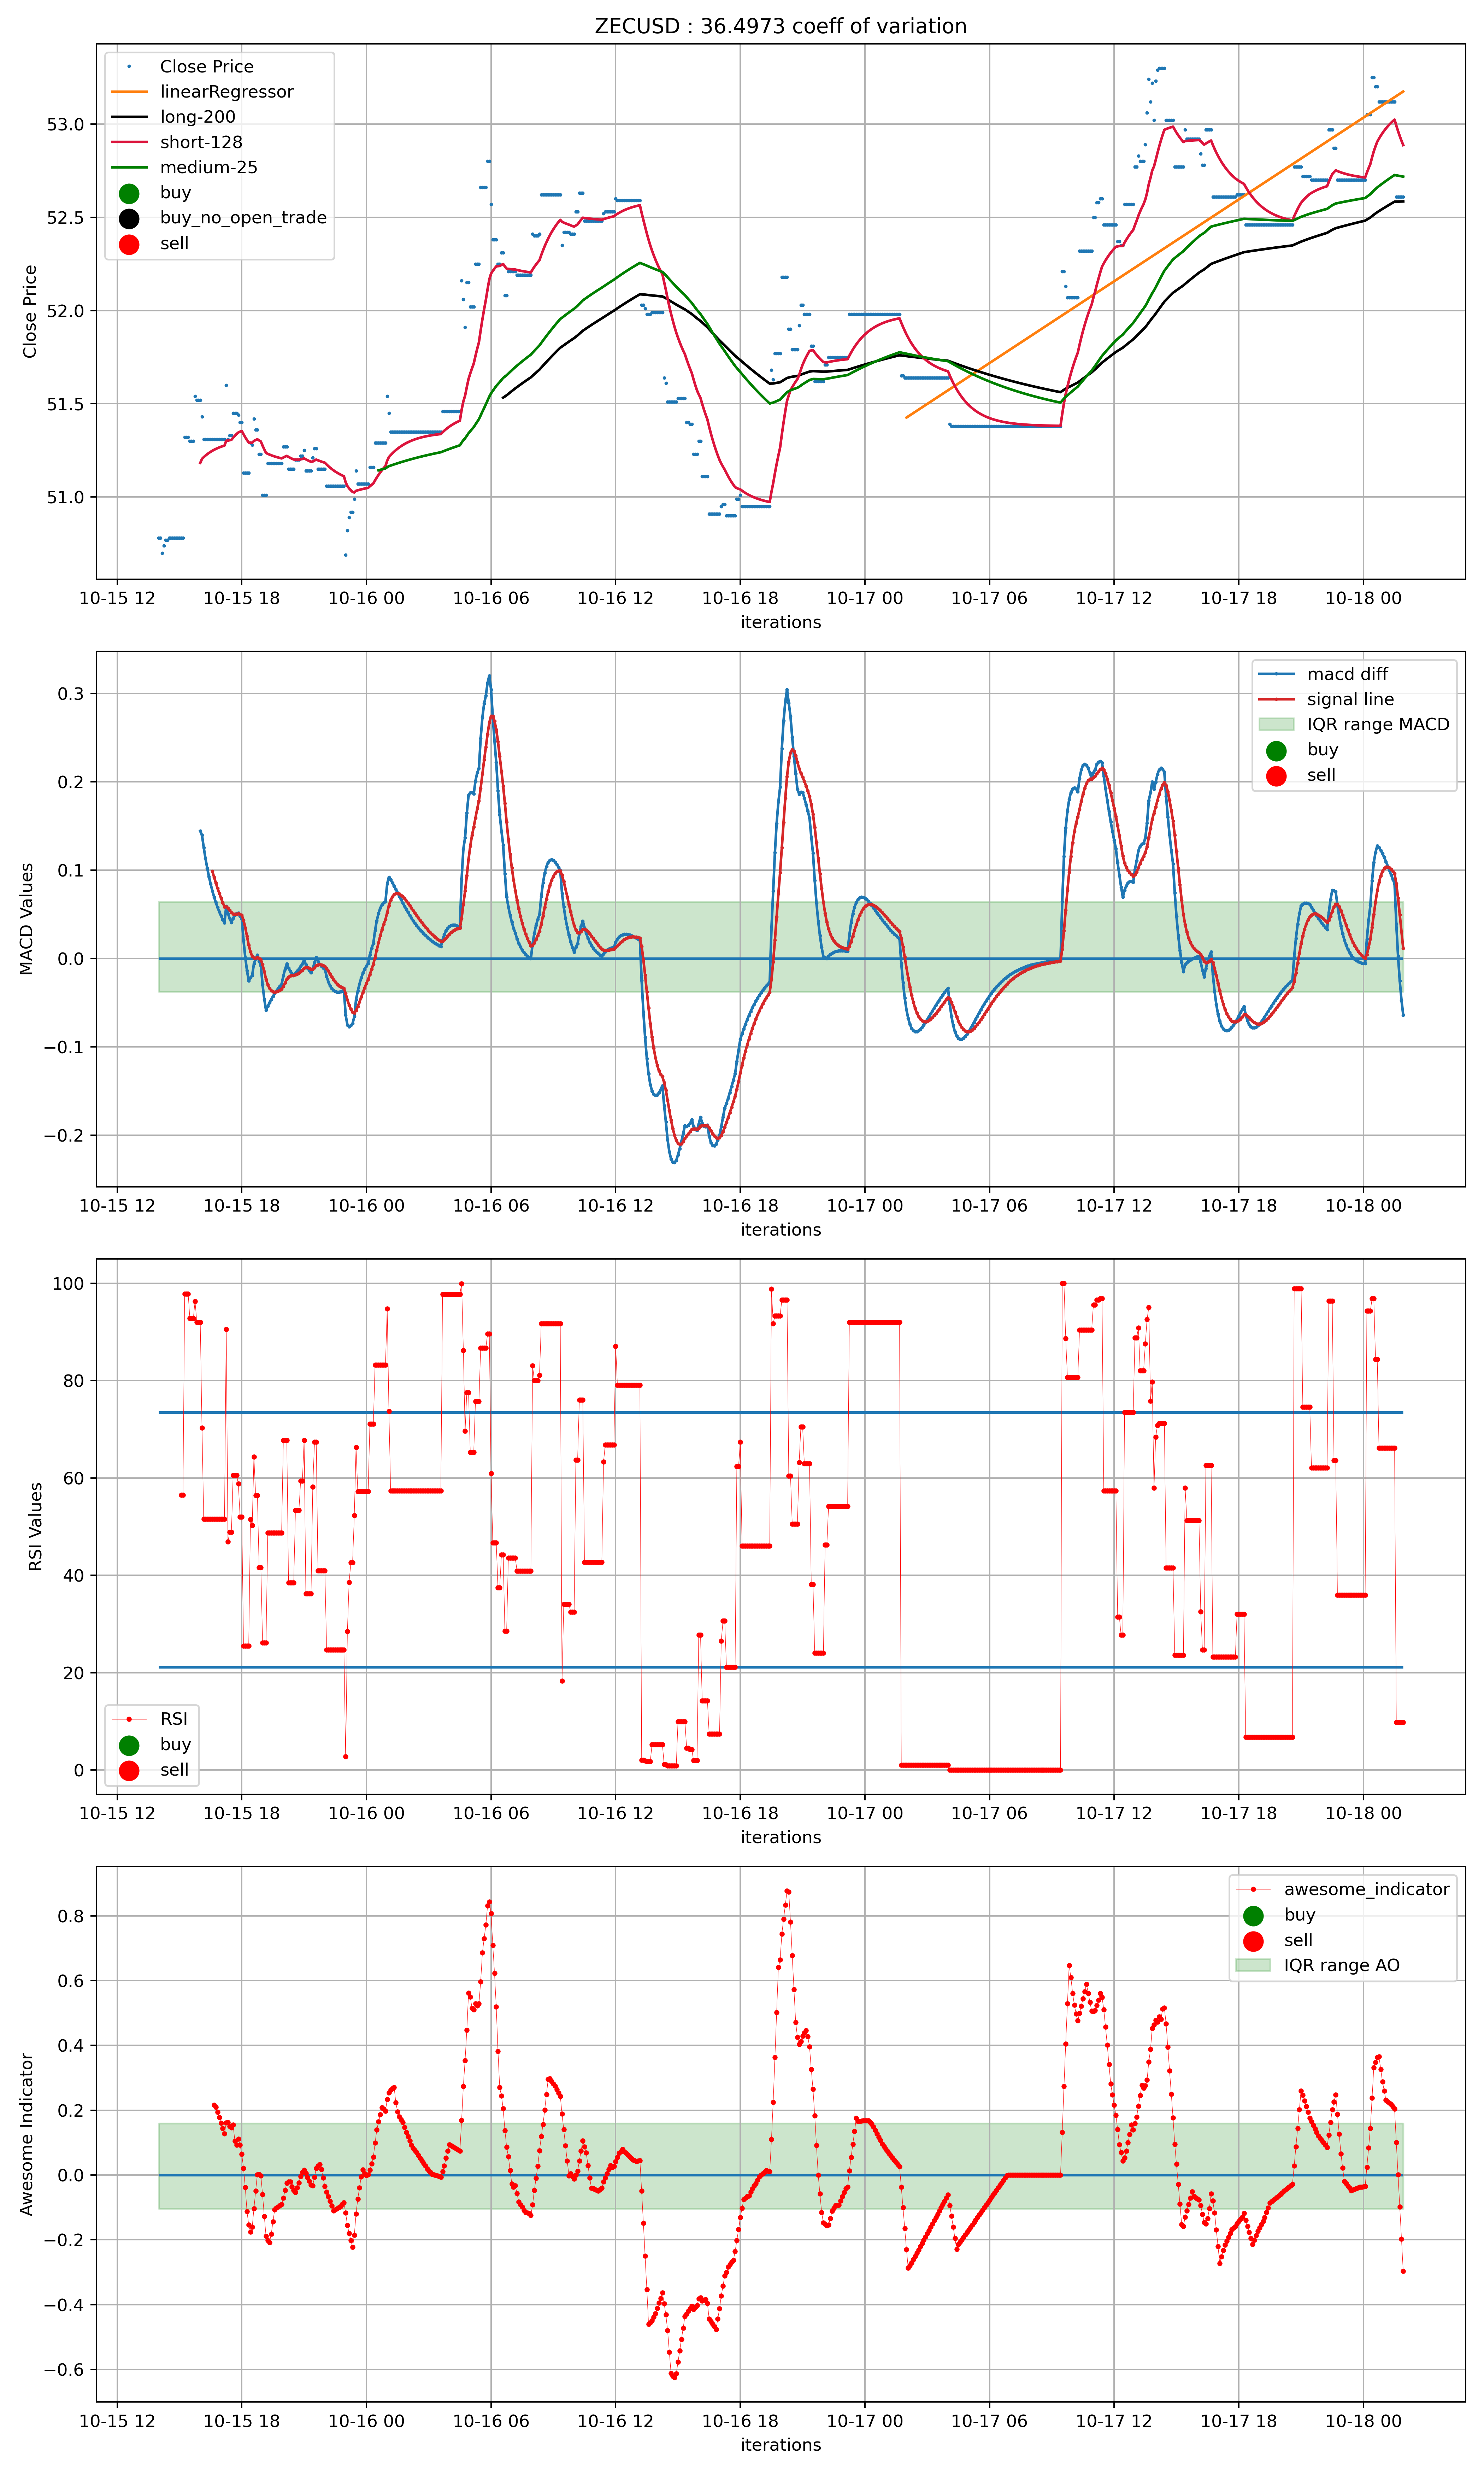 ZECUSD : 36.4973 coeff of variation
Close Price
linearRegressor
long-200
short-128
medium-25
buy
buy_no_open_trade
sell
Close Price
53.0
52.5
52.0
51.5
51.0
10-15 12 10-15 18 10-16 00 10-16 06 10-16 12 10-16 18 10-17 00 10-17 06 10-17 12 10-17 18 10-18 00
iterations
macd diff
signal line
IQR range MACD
buy
sell
MACD Values
0.3
0.2
0.1
0.0
−0.1
−0.2
10-15 12 10-15 18 10-16 00 10-16 06 10-16 12 10-16 18 10-17 00 10-17 06 10-17 12 10-17 18 10-18 00
iterations
RSI Values
100
80
60
40
20
0
RSI
buy
sell
10-15 12 10-15 18 10-16 00 10-16 06 10-16 12 10-16 18 10-17 00 10-17 06 10-17 12 10-17 18 10-18 00
iterations
awesome_indicator
buy
sell
IQR range AO
Awesome Indicator
0.8
0.6
0.4
0.2
0.0
−0.2
−0.4
−0.6
10-15 12 10-15 18 10-16 00 10-16 06 10-16 12 10-16 18 10-17 00 10-17 06 10-17 12 10-17 18 10-18 00
iterations